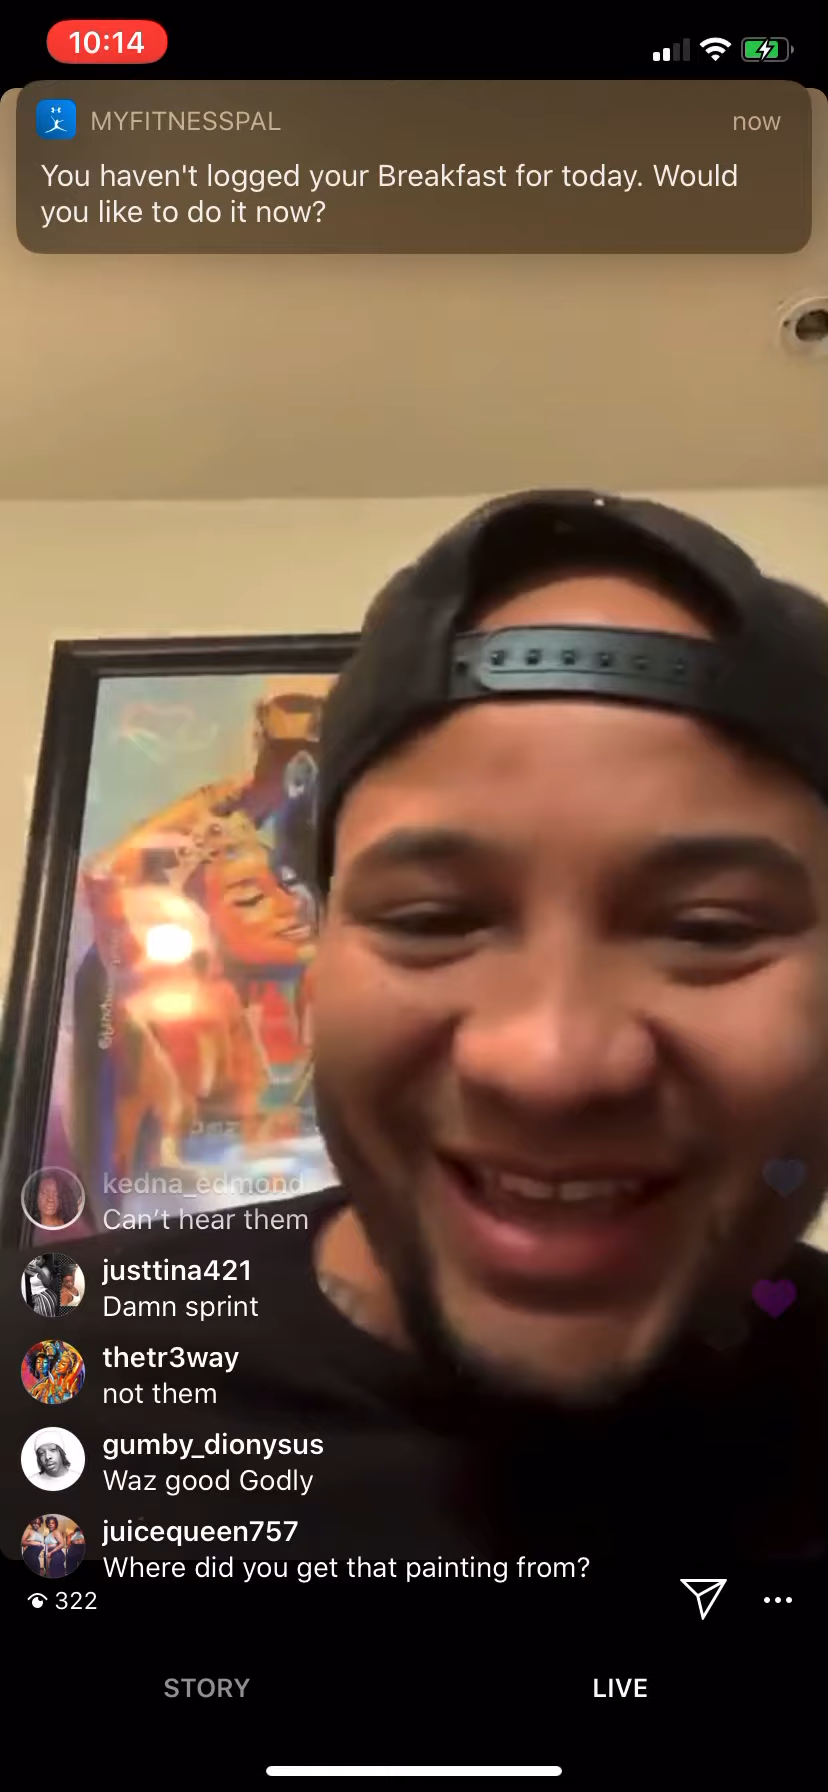 10:14
MYFITNESSPAL
now
You haven't logged your Breakfast for today. Would
you like to do it now?
kedna_edmond
Can't hear them
justtina421
Damn sprint
thetr3way
not them
gumby_dionysus
Waz good Godly
juicequeen757
Where did you get that painting from?
322
STORY
LIVE